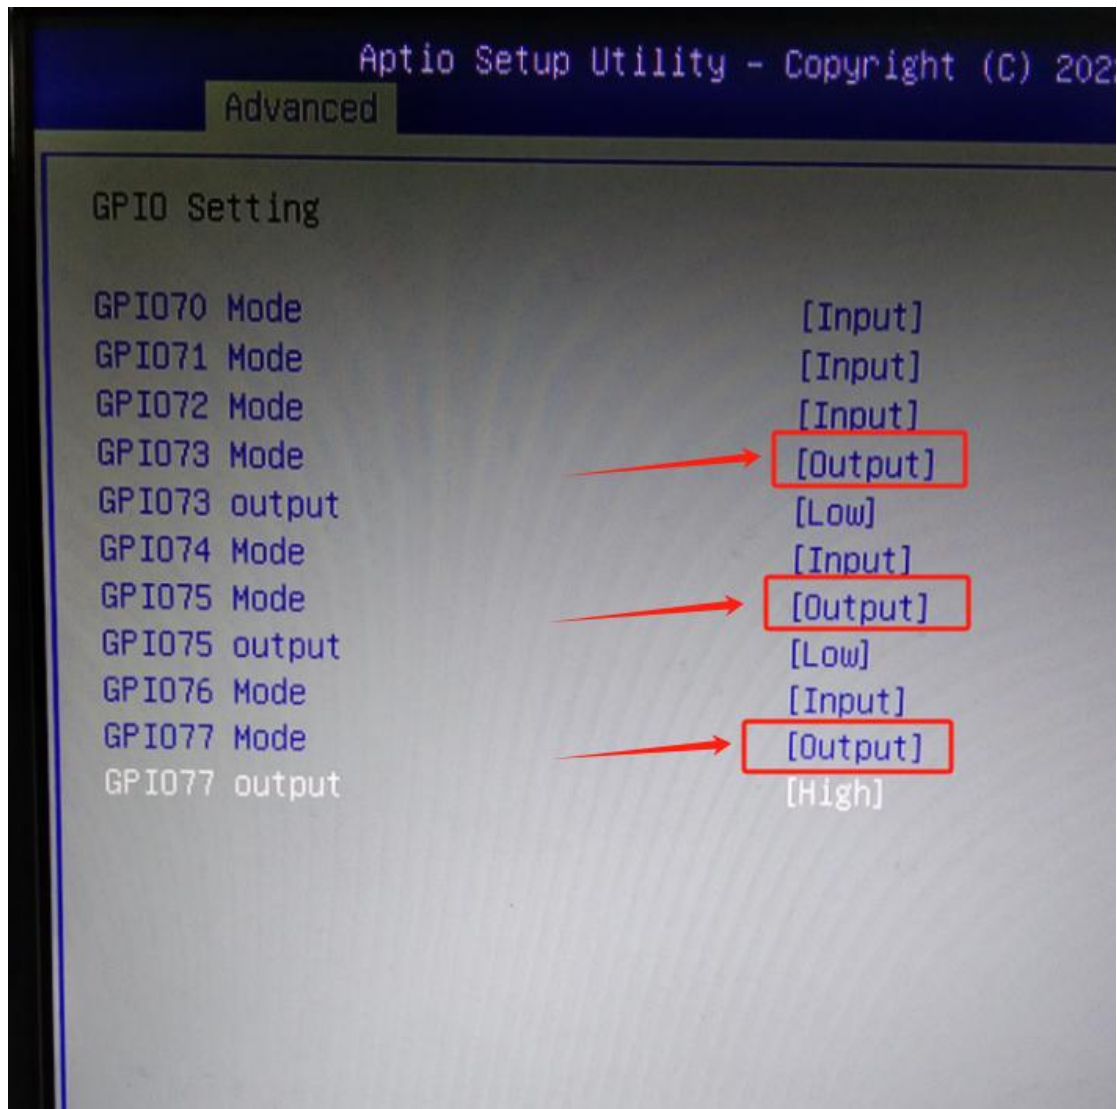 Aptio Setup Utility – Copyright (C) 202
Advanced
GPIO Setting
GPIO70 Mode [Input]
GPIO71 Mode [Input]
GPIO72 Mode [Input]
GPIO73 Mode [Output]
GPIO73 output [Low]
GPIO74 Mode [Input]
GPIO75 Mode [Output]
GPIO75 output [Low]
GPIO76 Mode [Input]
GPIO77 Mode [Output]
GPIO77 output [High]